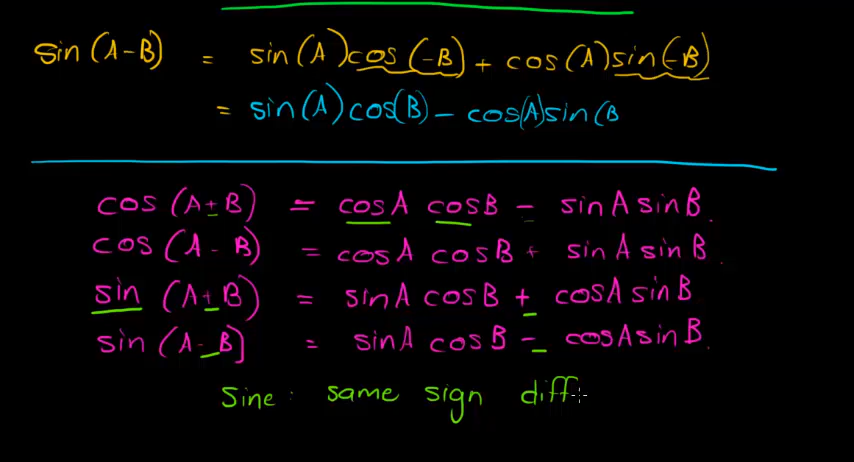 sin (A-B) = sin(A)cos(-B) + cos(A)sin(-B)
= sin(A)cos(B) - cos(A)sin(B
cos (A+B) = cosA cosB - sinA sinB.
cos (A-B) = cosA cosB + sinA sinB.
sin (A+B) = sinA cosB + cosA sinB
sin (A-B) = sinA cosB - cosA sinB.
Sine: same sign diff